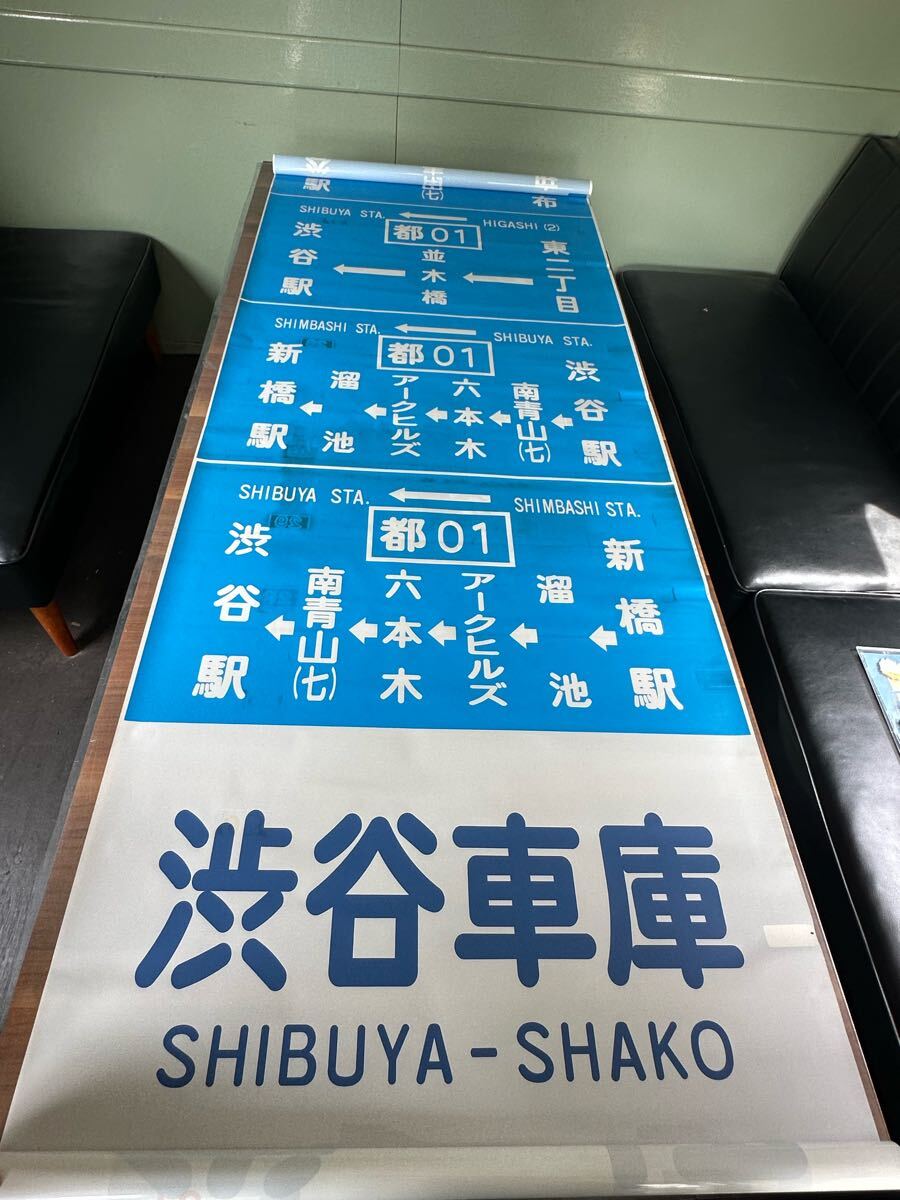 駅 (七) 布
SHIBUYA STA. HIGASHI (2)
都01
渋谷駅 並木橋 東二丁目
SHIMBASHI STA. SHIBUYA STA.
都01
新橋駅 溜池 アークヒルズ 六本木 南青山(七) 渋谷駅
SHIBUYA STA. SHIMBASHI STA.
都01
渋谷駅 南青山(七) 六本木 アークヒルズ 溜池 新橋駅
渋谷車庫
SHIBUYA-SHAKO